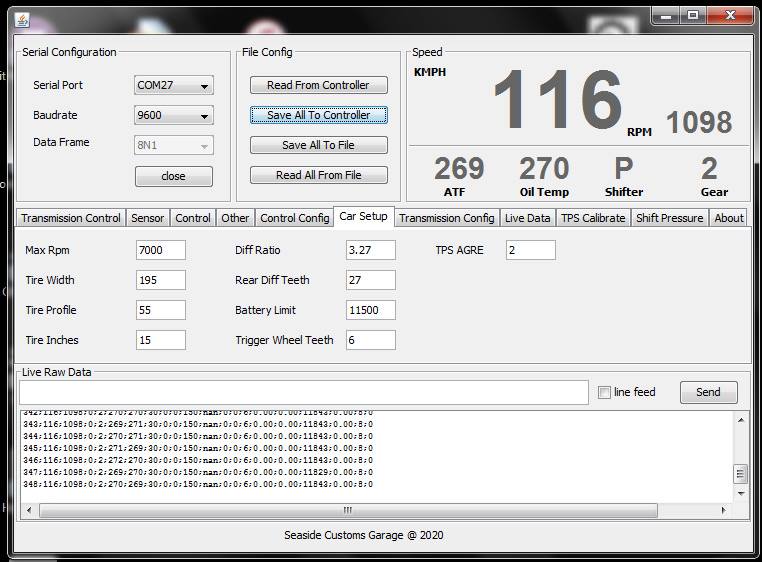 Serial Configuration
Serial Port COM27
Baudrate 9600
Data Frame 8N1
close
File Config
Read From Controller
Save All To Controller
Save All To File
Read All From File
Speed
KMPH 116 RPM 1098
269 270 P 2
ATF Oil Temp Shifter Gear
Transmission Control Sensor Control Other Control Config Car Setup Transmission Config Live Data TPS Calibrate Shift Pressure About
Max Rpm 7000 Diff Ratio 3.27 TPS AGRE 2
Tire Width 195 Rear Diff Teeth 27
Tire Profile 55 Battery Limit 11500
Tire Inches 15 Trigger Wheel Teeth 6
Live Raw Data
line feed Send
342;116;1098;0;2;270;270;30;0;0;150;nan;0;0;6;0.00;0.00;11843;0.00;8;0
343;116;1098;0;2;269;271;30;0;0;150;nan;0;0;6;0.00;0.00;11843;0.00;8;0
344;116;1098;0;2;270;271;30;0;0;150;nan;0;0;6;0.00;0.00;11843;0.00;8;0
345;116;1098;0;2;271;269;30;0;0;150;nan;0;0;6;0.00;0.00;11843;0.00;8;0
346;116;1098;0;2;272;270;30;0;0;150;nan;0;0;6;0.00;0.00;11843;0.00;8;0
347;116;1098;0;2;269;270;30;0;0;150;nan;0;0;6;0.00;0.00;11829;0.00;8;0
348;116;1098;0;2;270;269;30;0;0;150;nan;0;0;6;0.00;0.00;11843;0.00;8;0
Seaside Customs Garage @ 2020